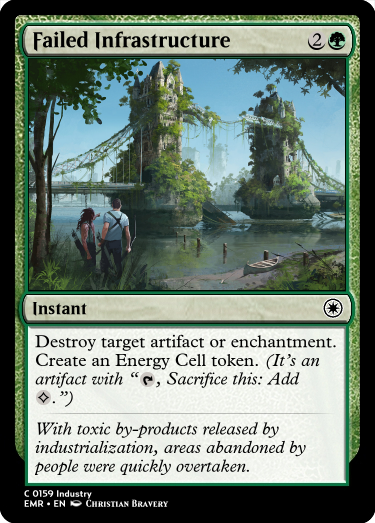 Failed Infrastructure 2
Instant
Destroy target artifact or enchantment.
Create an Energy Cell token. (It's an
artifact with “, Sacrifice this: Add
.”)
With toxic by-products released by
industrialization, areas abandoned by
people were quickly overtaken.
C 0159 Industry
EMR • EN Christian Bravery